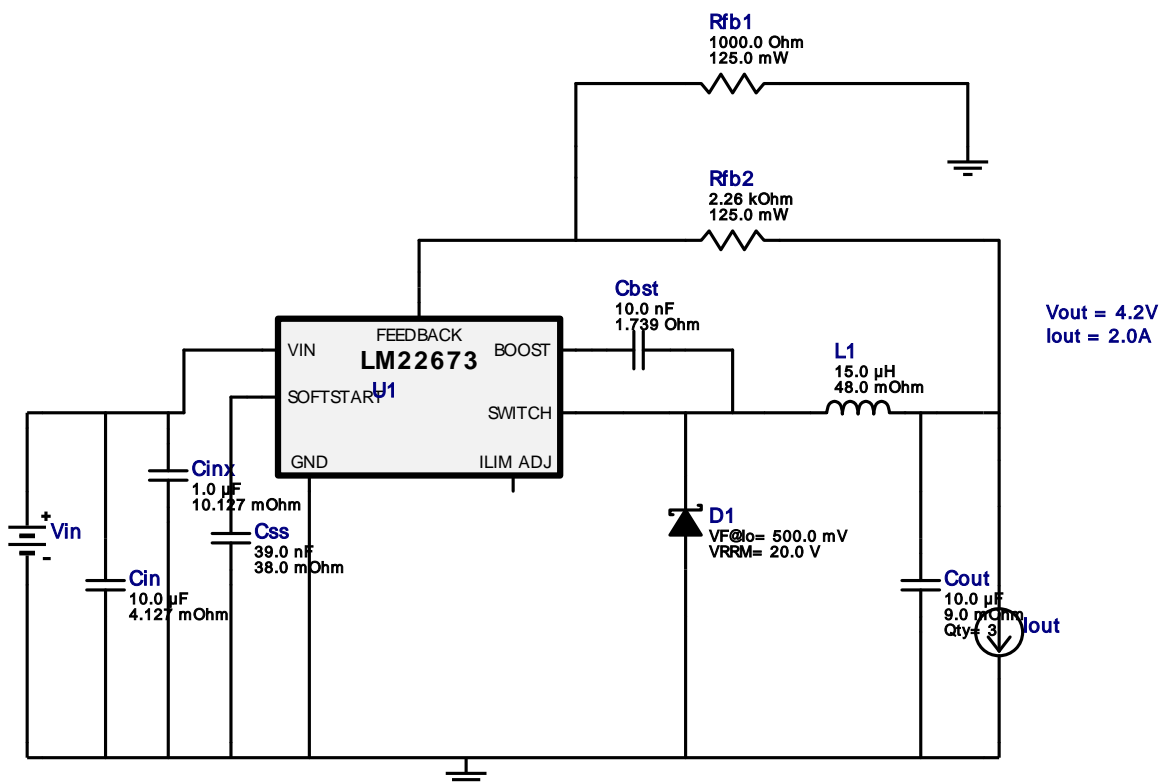 Rfb1
1000.0 Ohm
125.0 mW
Rfb2
2.26 kOhm
125.0 mW
Cbst
10.0 nF
1.739 Ohm
Vout = 4.2V
Iout = 2.0A
FEEDBACK
VIN
LM22673
BOOST
U1
SOFTSTART
SWITCH
GND
ILIM ADJ
L1
15.0 µH
48.0 mOhm
Cinx
1.0 µF
10.127 mOhm
+
Vin
-
Css
39.0 nF
38.0 mOhm
Cin
10.0 µF
4.127 mOhm
D1
VF@Io= 500.0 mV
VRRM= 20.0 V
Cout
10.0 µF
9.0 mOhm
Qty= 3
Iout